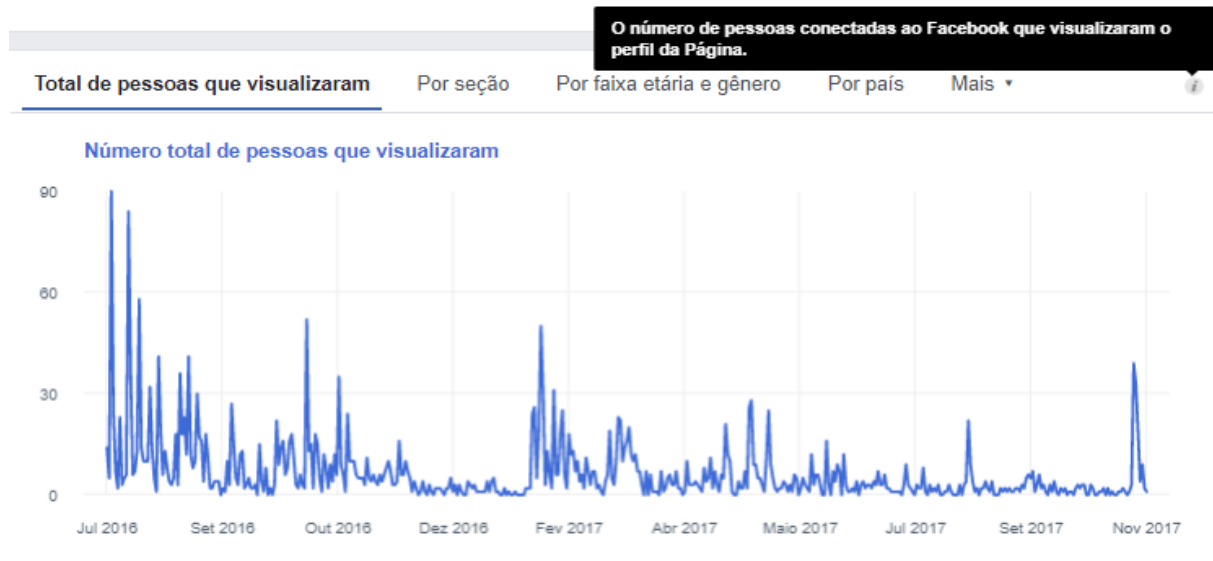 O número de pessoas conectadas ao Facebook que visualizaram o
perfil da Página.
Total de pessoas que visualizaram Por seção Por faixa etária e gênero Por país Mais ▾ i
Número total de pessoas que visualizaram
90
60
30
0
Jul 2016 Set 2016 Out 2016 Dez 2016 Fev 2017 Abr 2017 Maio 2017 Jul 2017 Set 2017 Nov 2017